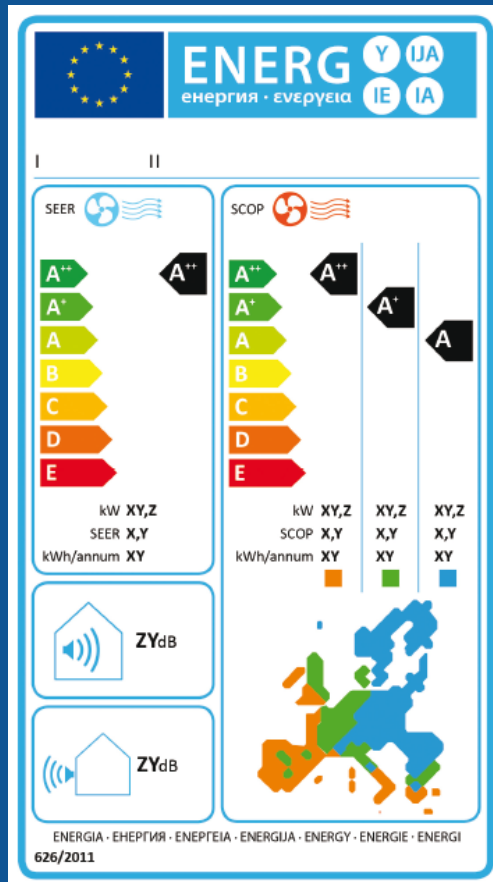 ENERG
енергия · ενεργεια
Y IJA
IE IA
I II
SEER
A++
A+
A
B
C
D
E
A++
kW XY,Z
SEER X,Y
kWh/annum XY
SCOP
A++
A+
A
B
C
D
E
A++
A+
A
kW XY,Z XY,Z XY,Z
SCOP X,Y X,Y X,Y
kWh/annum XY XY XY
ZYdB
ZYdB
ENERGIA · ЕНЕРГИЯ · ΕΝΕΡΓΕΙΑ · ENERGIJA · ENERGY · ENERGIE · ENERGI
626/2011